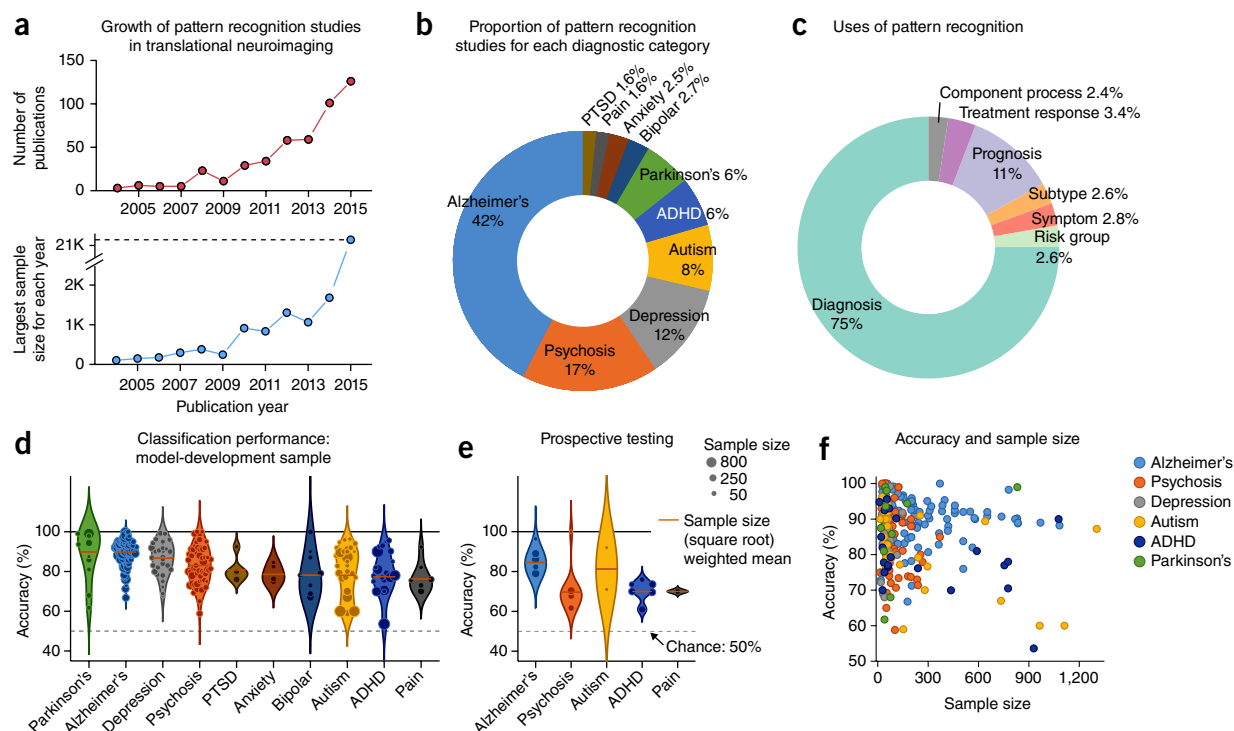 a
Growth of pattern recognition studies
in translational neuroimaging
Number of
publications
150
100
50
0
2005 2007 2009 2011 2013 2015
Largest sample
size for each year
21K
2K
1K
0
2005 2007 2009 2011 2013 2015
Publication year
b
Proportion of pattern recognition
studies for each diagnostic category
PTSD 1.6%
Pain 1.6%
Anxiety 2.5%
Bipolar 2.7%
Parkinson's 6%
ADHD 6%
Autism
8%
Depression
12%
Psychosis
17%
Alzheimer's
42%
c
Uses of pattern recognition
Component process 2.4%
Treatment response 3.4%
Prognosis
11%
Subtype 2.6%
Symptom 2.8%
Risk group
2.6%
Diagnosis
75%
d
Classification performance:
model-development sample
Accuracy (%)
100
80
60
40
Parkinson's
Alzheimer's
Depression
Psychosis
PTSD
Anxiety
Bipolar
Autism
ADHD
Pain
e
Prospective testing
Sample size
800
250
50
Sample size
(square root)
weighted mean
Accuracy (%)
100
80
60
40
Chance: 50%
Alzheimer's
Psychosis
Autism
ADHD
Pain
f
Accuracy and sample size
Accuracy (%)
100
90
80
70
60
50
0 300 600 900 1,200
Sample size
Alzheimer's
Psychosis
Depression
Autism
ADHD
Parkinson's